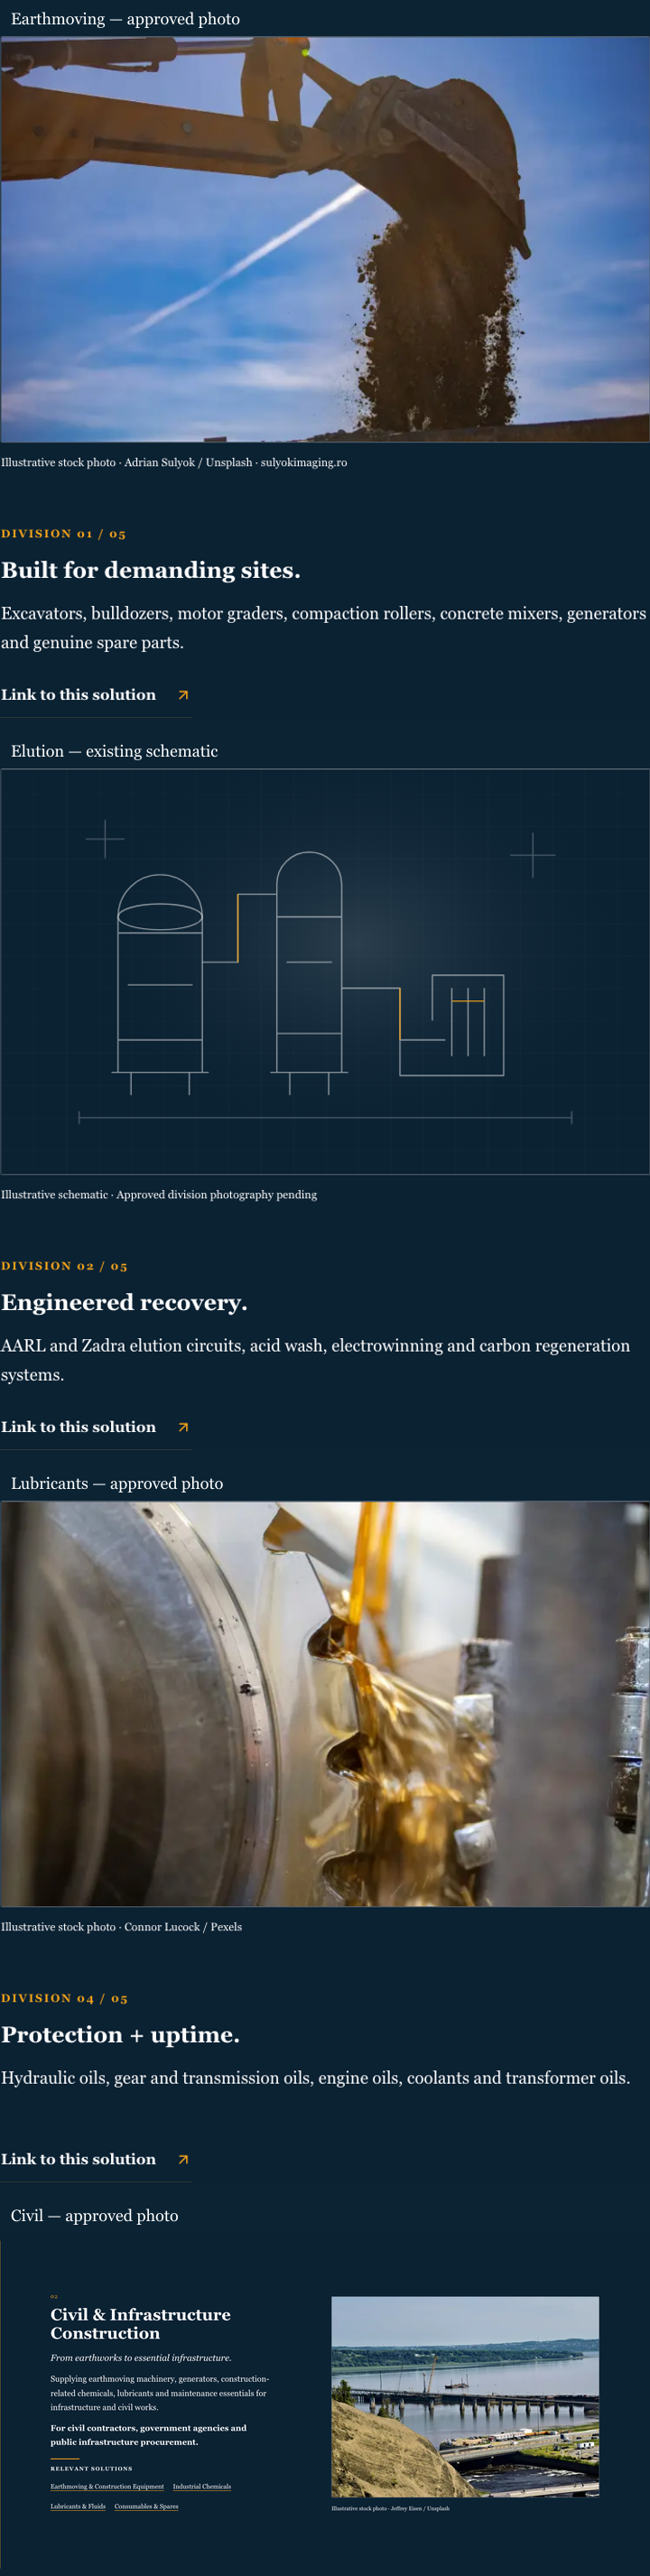 Earthmoving — approved photo
Illustrative stock photo · Adrian Sulyok / Unsplash · sulyokimaging.ro
DIVISION 01 / 05
Built for demanding sites.
Excavators, bulldozers, motor graders, compaction rollers, concrete mixers, generators
and genuine spare parts.
Link to this solution
Elution — existing schematic
Illustrative schematic · Approved division photography pending
DIVISION 02 / 05
Engineered recovery.
AARL and Zadra elution circuits, acid wash, electrowinning and carbon regeneration
systems.
Link to this solution
Lubricants — approved photo
Illustrative stock photo · Connor Lucock / Pexels
DIVISION 04 / 05
Protection + uptime.
Hydraulic oils, gear and transmission oils, engine oils, coolants and transformer oils.
Link to this solution
Civil — approved photo
02
Civil & Infrastructure
Construction
From earthworks to essential infrastructure.
Supplying earthmoving machinery, generators, construction-
related chemicals, lubricants and maintenance essentials for
infrastructure and civil works.
For civil contractors, government agencies and
public infrastructure procurement.
RELEVANT SOLUTIONS
Earthmoving & Construction Equipment Industrial Chemicals
Lubricants & Fluids Consumables & Spares
Illustrative stock photo · Jeffrey Eisen / Unsplash